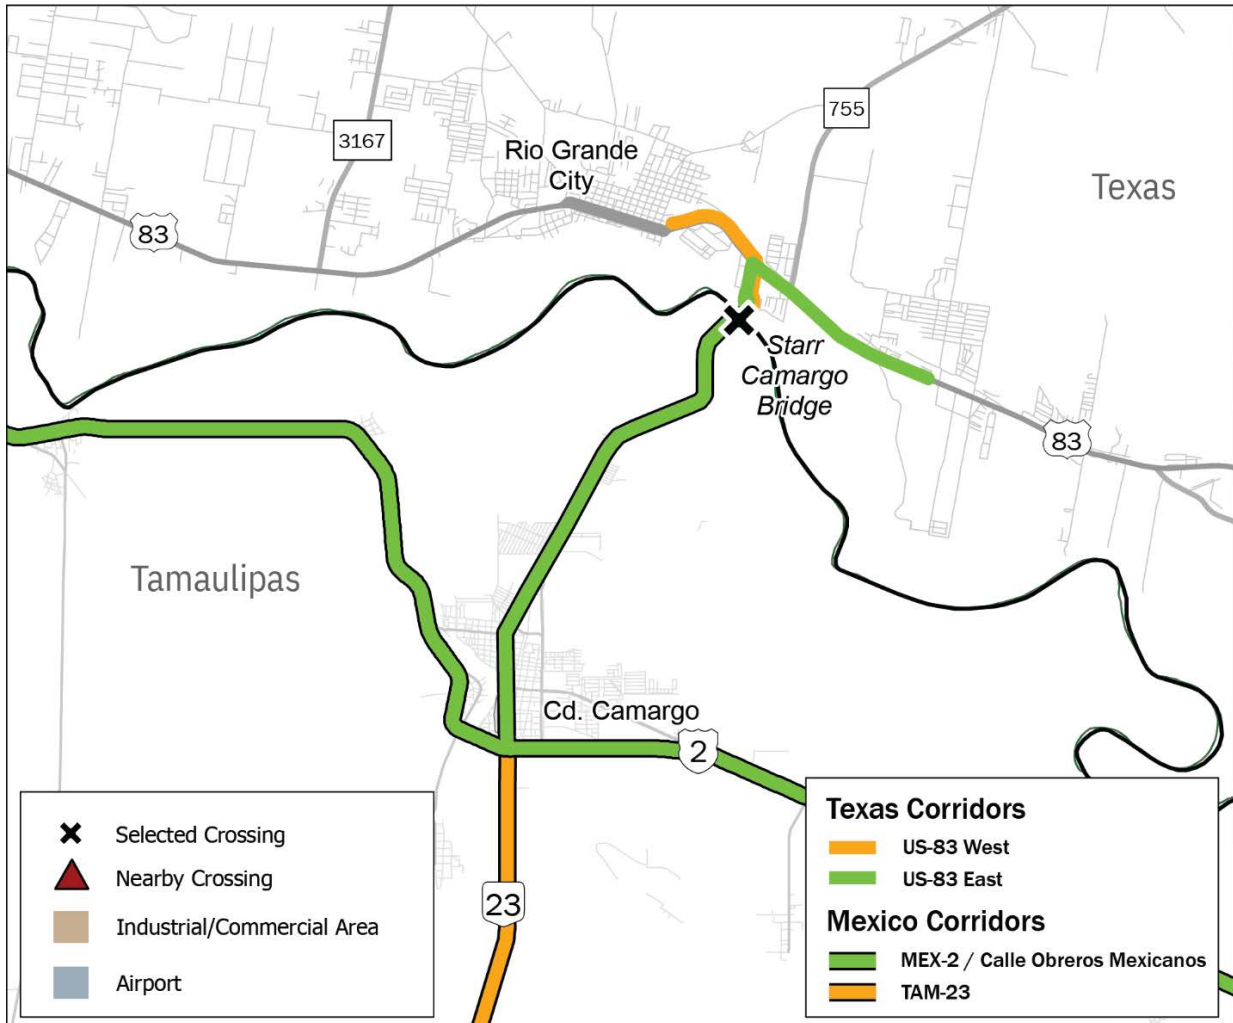 755
3167
Rio Grande
City
Texas
83
Starr
Camargo
Bridge
83
Tamaulipas
Cd. Camargo
2
23
Selected Crossing
Nearby Crossing
Industrial/Commercial Area
Airport
Texas Corridors
US-83 West
US-83 East
Mexico Corridors
MEX-2 / Calle Obreros Mexicanos
TAM-23